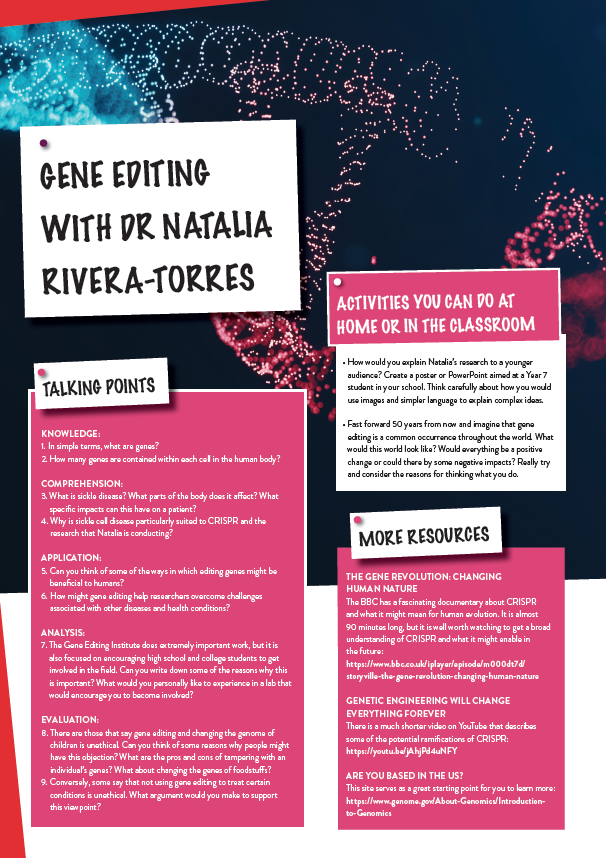 GENE EDITING
WITH DR NATALIA
RIVERA-TORRES
TALKING POINTS
KNOWLEDGE:
1. In simple terms, what are genes?
2. How many genes are contained within each cell in the human body?
COMPREHENSION:
3. What is sickle disease? What parts of the body does it affect? What
specific impacts can this have on a patient?
4. Why is sickle cell disease particularly suited to CRISPR and the
research that Natalia is conducting?
APPLICATION:
5. Can you think of some of the ways in which editing genes might be
beneficial to humans?
6. How might gene editing help researchers overcome challenges
associated with other diseases and health conditions?
ANALYSIS:
7. The Gene Editing Institute does extremely important work, but it is
also focused on encouraging high school and college students to get
involved in the field. Can you write down some of the reasons why this
is important? What would you personally like to experience in a lab that
would encourage you to become involved?
EVALUATION:
8. There are those that say gene editing and changing the genome of
children is unethical. Can you think of some reasons why people might
have this objection? What are the pros and cons of tampering with an
individual's genes? What about changing the genes of foodstuffs?
9. Conversely, some say that not using gene editing to treat certain
conditions is unethical. What argument would you make to support
this viewpoint?
ACTIVITIES YOU CAN DO AT
HOME OR IN THE CLASSROOM
• How would you explain Natalia's research to a younger
audience? Create a poster or PowerPoint aimed at a Year 7
student in your school. Think carefully about how you would
use images and simpler language to explain complex ideas.
• Fast forward 50 years from now and imagine that gene
editing is a common occurrence throughout the world. What
would this world look like? Would everything be a positive
change or could there by some negative impacts? Really try
and consider the reasons for thinking what you do.
MORE RESOURCES
THE GENE REVOLUTION: CHANGING
HUMAN NATURE
The BBC has a fascinating documentary about CRISPR
and what it might mean for human evolution. It is almost
90 minutes long, but it is well worth watching to get a broad
understanding of CRISPR and what it might enable in
the future:
https://www.bbc.co.uk/iplayer/episode/m000dt7d/
storyville-the-gene-revolution-changing-human-nature
GENETIC ENGINEERING WILL CHANGE
EVERYTHING FOREVER
There is a much shorter video on YouTube that describes
some of the potential ramifications of CRISPR:
https://youtu.be/jAhjPd4uNFY
ARE YOU BASED IN THE US?
This site serves as a great starting point for you to learn more:
https://www.genome.gov/About-Genomics/Introduction-
to-Genomics